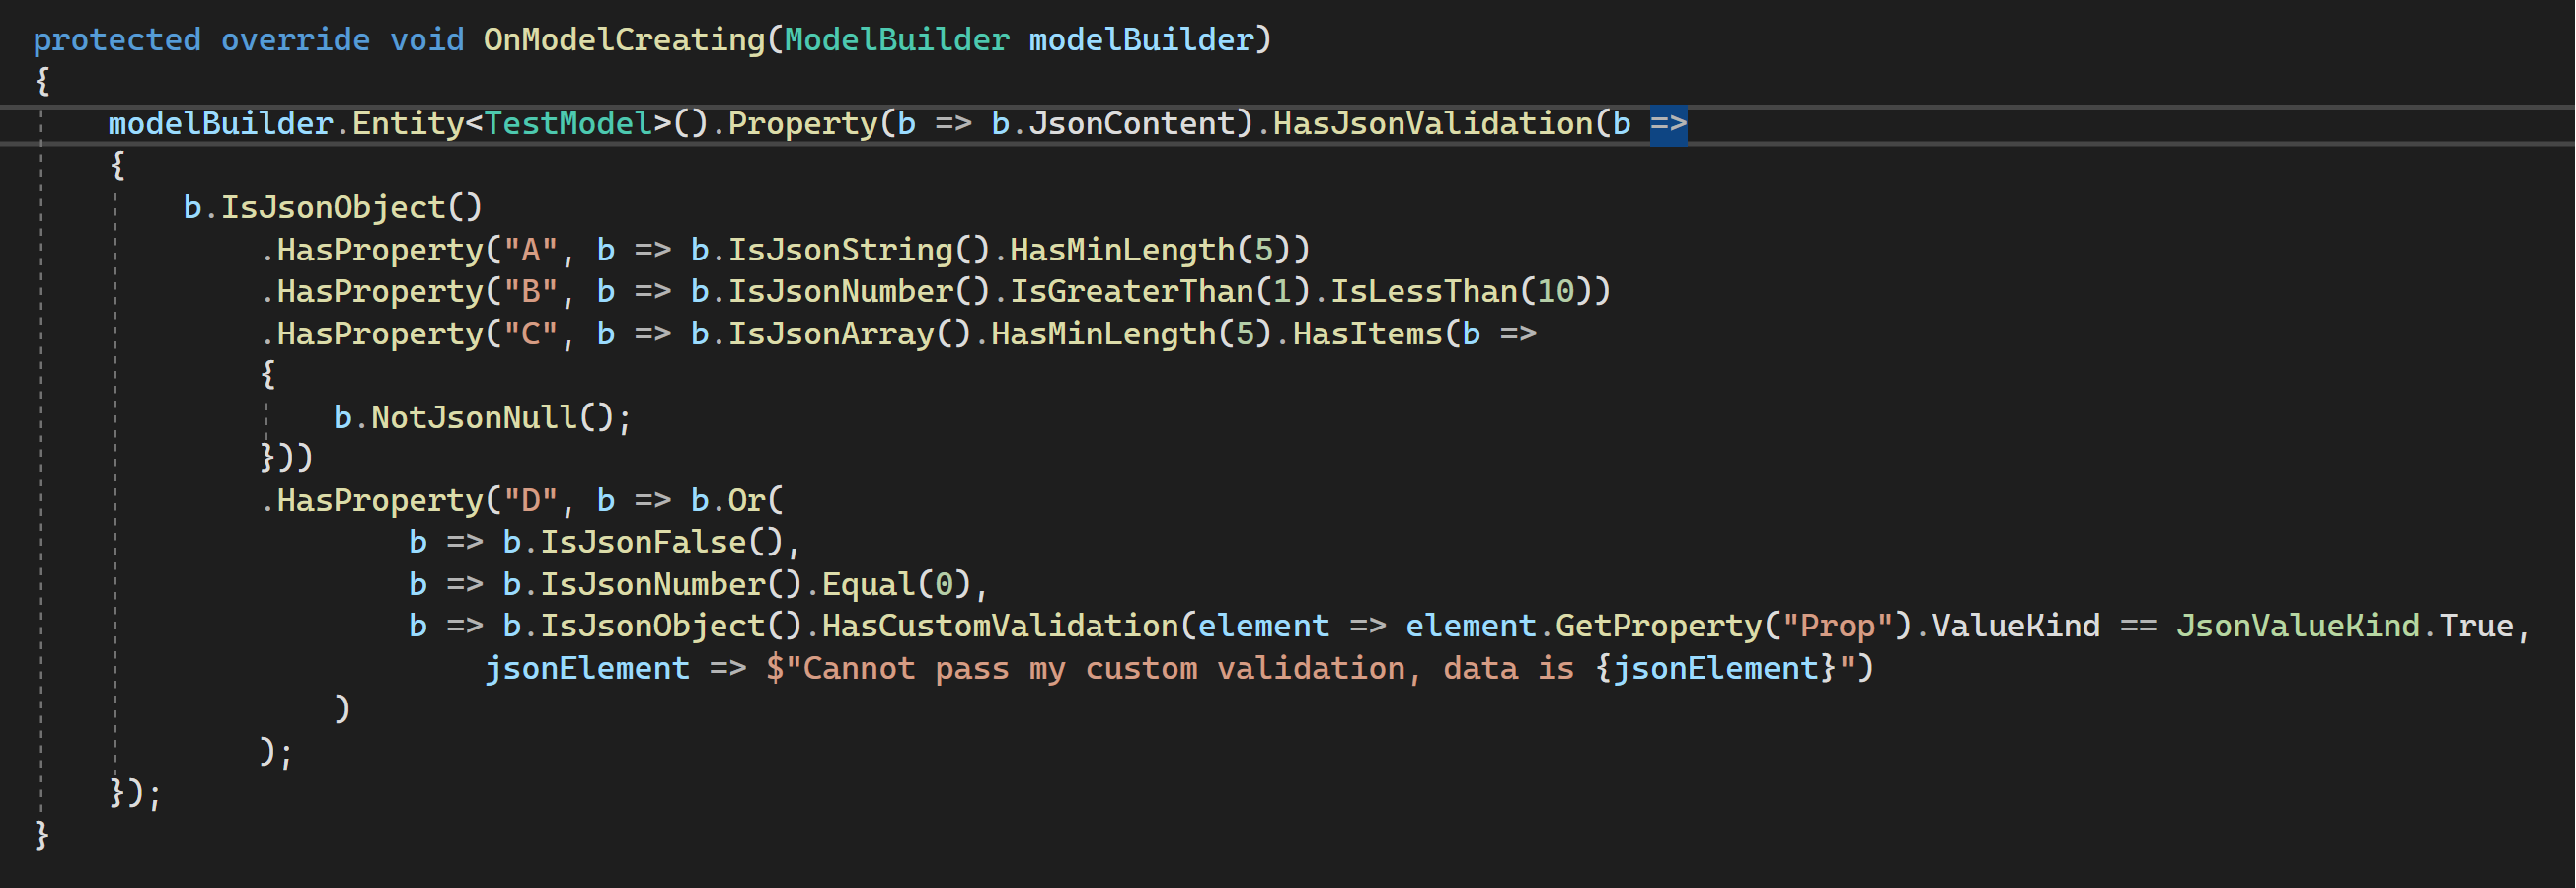 protected override void OnModelCreating(ModelBuilder modelBuilder)
{
    modelBuilder.Entity<TestModel>().Property(b => b.JsonContent).HasJsonValidation(b =>
    {
        b.IsJsonObject()
            .HasProperty("A", b => b.IsJsonString().HasMinLength(5))
            .HasProperty("B", b => b.IsJsonNumber().IsGreaterThan(1).IsLessThan(10))
            .HasProperty("C", b => b.IsJsonArray().HasMinLength(5).HasItems(b =>
            {
                b.NotJsonNull();
            }))
            .HasProperty("D", b => b.Or(
                    b => b.IsJsonFalse(),
                    b => b.IsJsonNumber().Equal(0),
                    b => b.IsJsonObject().HasCustomValidation(element => element.GetProperty("Prop").ValueKind == JsonValueKind.True,
                        jsonElement => $"Cannot pass my custom validation, data is {jsonElement}")
                )
            );
    });
}